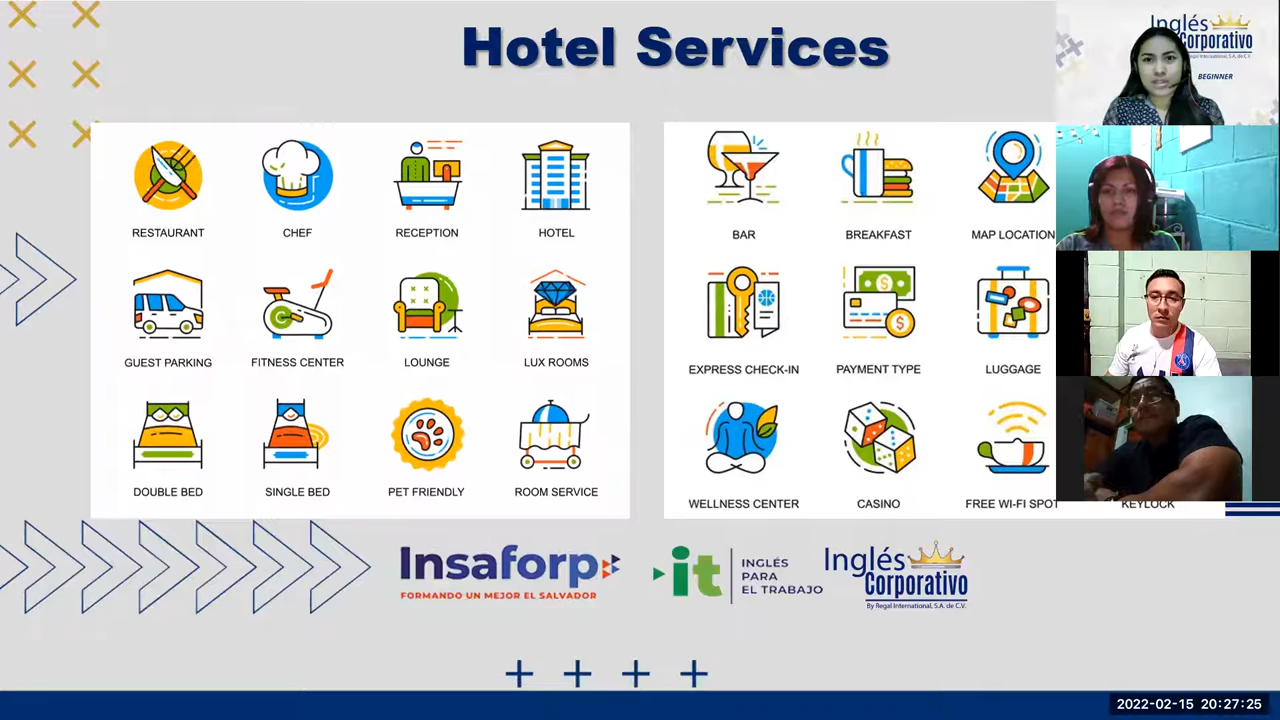 Hotel Services
RESTAURANT CHEF RECEPTION HOTEL
GUEST PARKING FITNESS CENTER LOUNGE LUX ROOMS
DOUBLE BED SINGLE BED PET FRIENDLY ROOM SERVICE
BAR BREAKFAST MAP LOCATION
EXPRESS CHECK-IN PAYMENT TYPE LUGGAGE
WELLNESS CENTER CASINO FREE WI-FI SPOT KEYLOCK
Inglés
Corporativo
BEGINNER
Insaforp
FORMANDO UN MEJOR EL SALVADOR
it
INGLÉS
PARA
EL TRABAJO
Inglés
Corporativo
By Regal International, S.A. de C.V.
2022-02-15 20:27:25